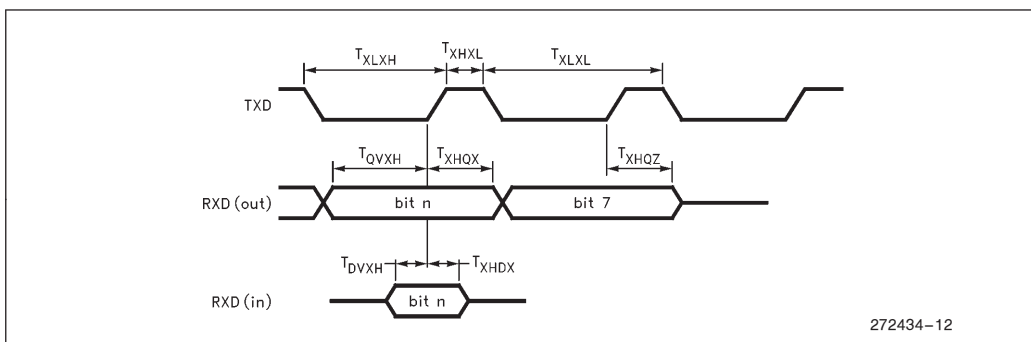 TXLXH TXHXL TXLXL
TXD
TQVXH TXHQX TXHQZ
RXD (out) bit n bit 7
TDVXH TXHDX
RXD (in) bit n
272434-12